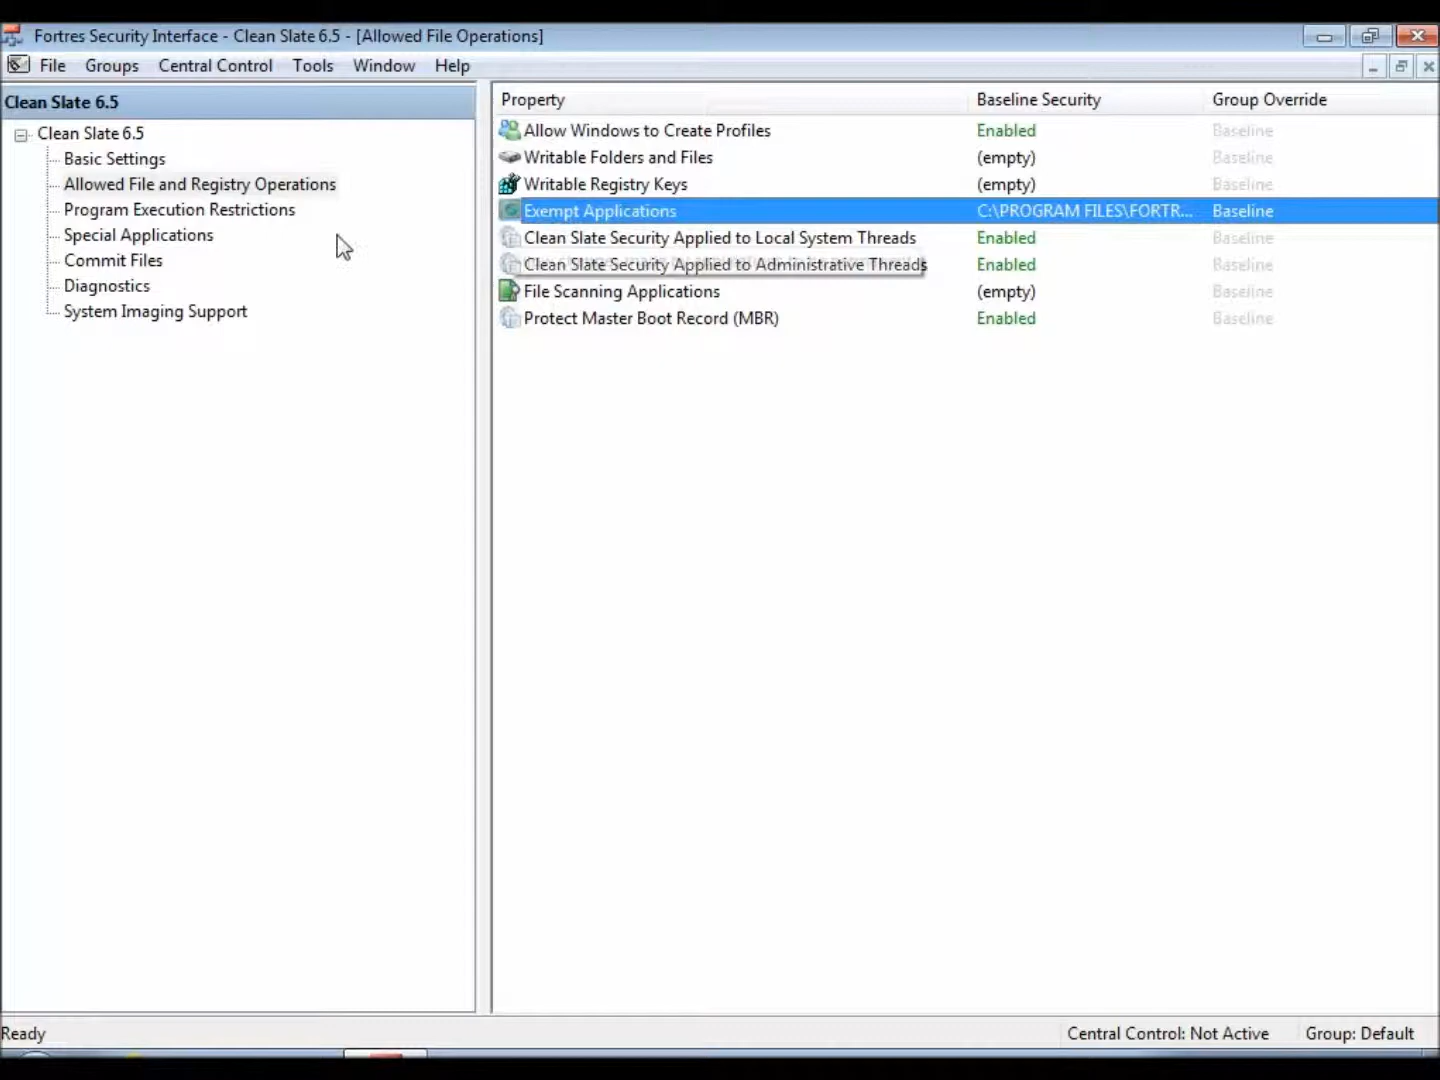 Fortres Security Interface - Clean Slate 6.5 - [Allowed File Operations]
File Groups Central Control Tools Window Help
Clean Slate 6.5
Clean Slate 6.5
Basic Settings
Allowed File and Registry Operations
Program Execution Restrictions
Special Applications
Commit Files
Diagnostics
System Imaging Support
Property Baseline Security Group Override
Allow Windows to Create Profiles Enabled Baseline
Writable Folders and Files (empty) Baseline
Writable Registry Keys (empty) Baseline
Exempt Applications C:\PROGRAM FILES\FORTR... Baseline
Clean Slate Security Applied to Local System Threads Enabled Baseline
Clean Slate Security Applied to Administrative Threads Enabled Baseline
File Scanning Applications (empty) Baseline
Protect Master Boot Record (MBR) Enabled Baseline
Ready Central Control: Not Active Group: Default